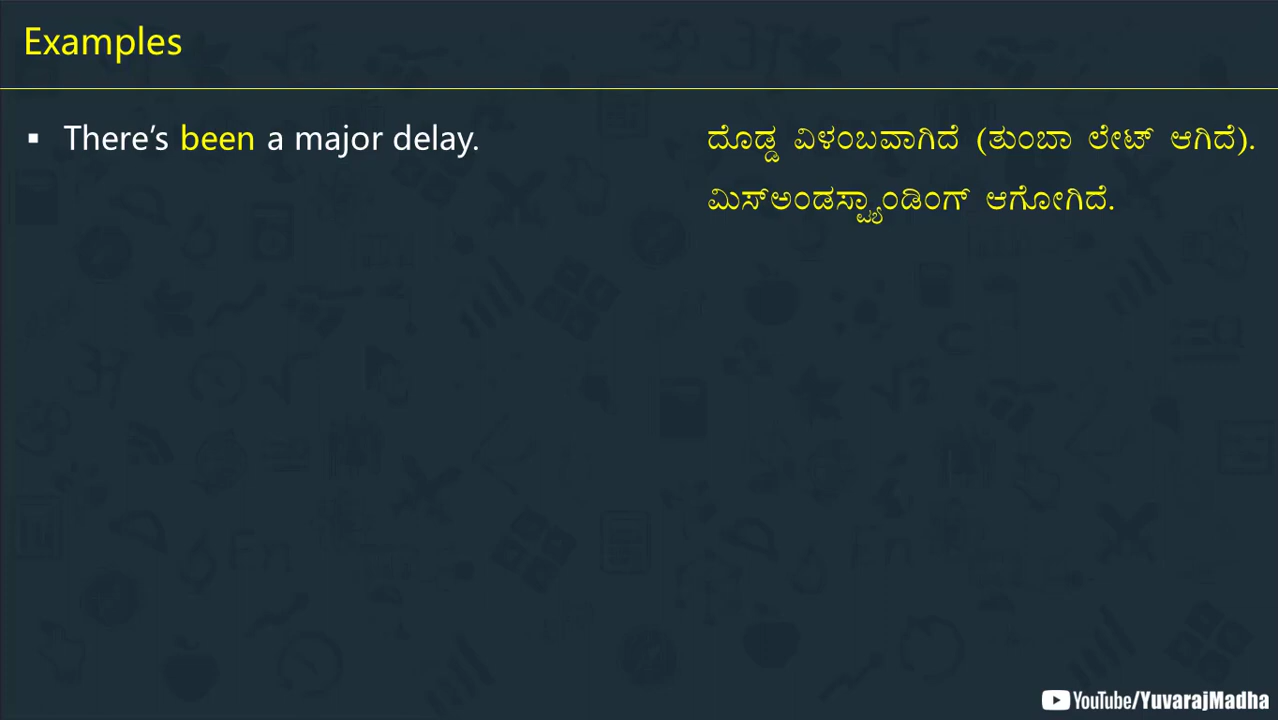 Examples
▪ There’s been a major delay. ದೊಡ್ಡ ವಿಳಂಬವಾಗಿದೆ (ತುಂಬಾ ಲೇಟ್ ಆಗಿದೆ).
ಮಿಸ್‌ಅಂಡಸ್ಟ್ಯಾಂಡಿಂಗ್ ಆಗೋಗಿದೆ.
YouTube/YuvarajMadha